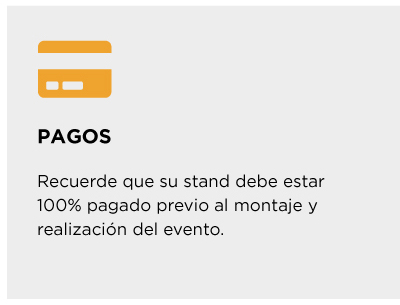 PAGOS
Recuerde que su stand debe estar
100% pagado previo al montaje y
realización del evento.